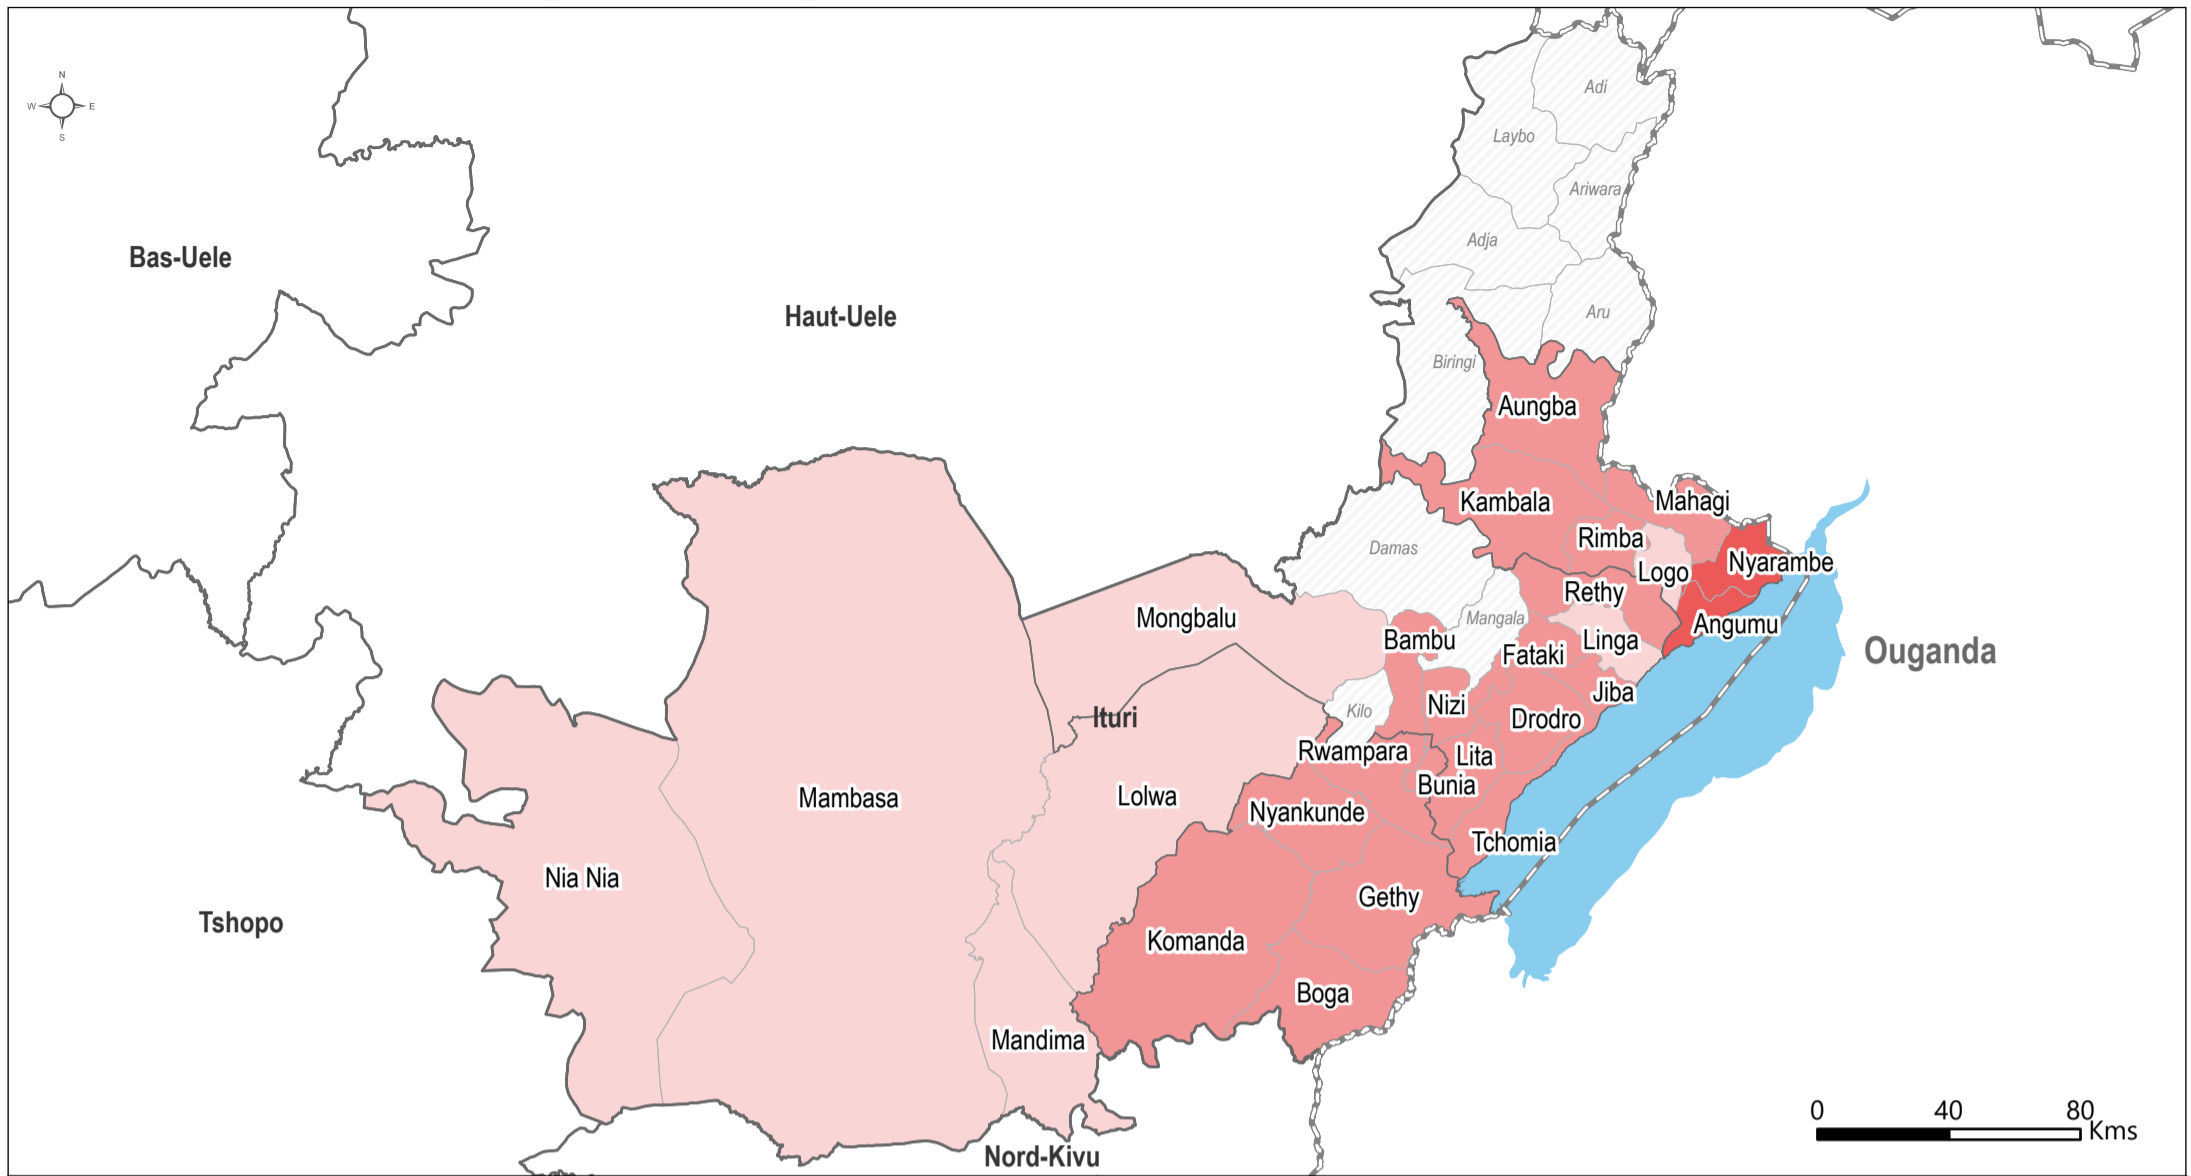 N
W E
S
Adi
Laybo
Ariwara
Adja
Bas-Uele
Haut-Uele
Aru
Biringi
Aungba
Kambala
Mahagi
Rimba
Damas
Nyarambe
Logo
Rethy
Mongbalu
Mangala
Angumu
Bambu
Linga
Fataki
Ouganda
Jiba
Nizi
Kilo
Ituri
Drodro
Rwampara
Lita
Bunia
Mambasa
Lolwa
Nyankunde
Tchomia
Nia Nia
Gethy
Tshopo
Komanda
Boga
Mandima
0 40 80
Kms
Nord-Kivu